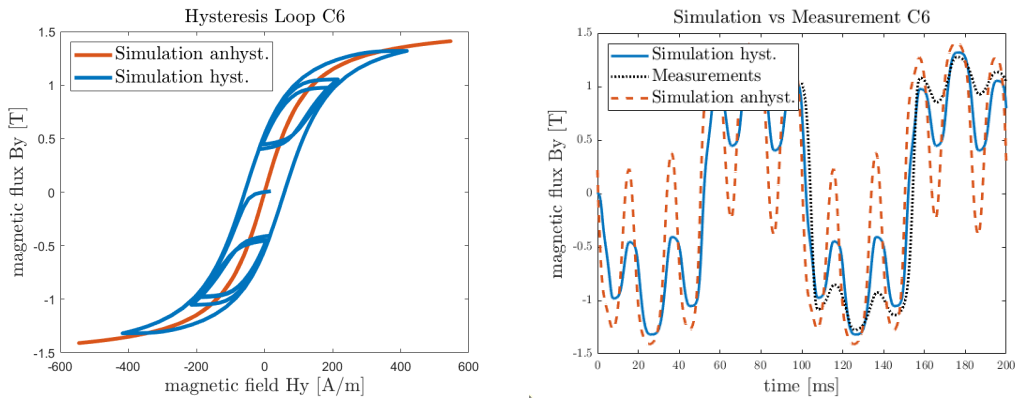 Hysteresis Loop C6
Simulation anhyst.
Simulation hyst.
magnetic flux By [T]
1.5
1
0.5
0
-0.5
-1
-1.5
-600
-400
-200
0
200
400
600
magnetic field Hy [A/m]
Simulation vs Measurement C6
Simulation hyst.
Measurements
Simulation anhyst.
magnetic flux By [T]
1.5
1
0.5
0
-0.5
-1
-1.5
0
20
40
60
80
100
120
140
160
180
200
time [ms]